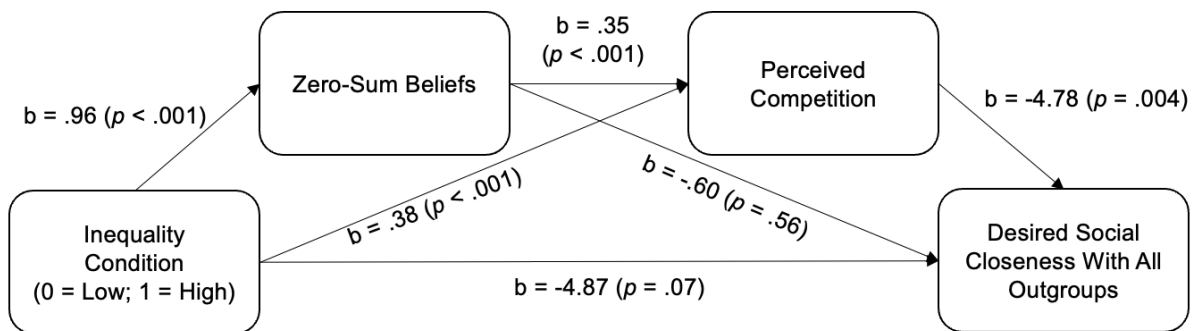 b = .35
(p < .001)
Zero-Sum Beliefs
Perceived
Competition
b = .96 (p < .001)
b = -4.78 (p = .004)
b = .38 (p < .001)
b = -.60 (p = .56)
Inequality
Condition
(0 = Low; 1 = High)
b = -4.87 (p = .07)
Desired Social
Closeness With All
Outgroups